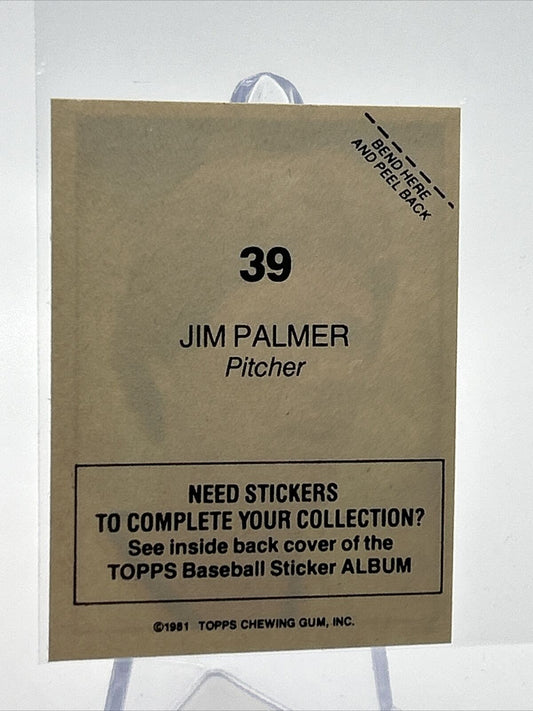 BEND HERE
AND PEEL BACK
39
JIM PALMER
Pitcher
NEED STICKERS
TO COMPLETE YOUR COLLECTION?
See inside back cover of the
TOPPS Baseball Sticker ALBUM
©1981 TOPPS CHEWING GUM, INC.